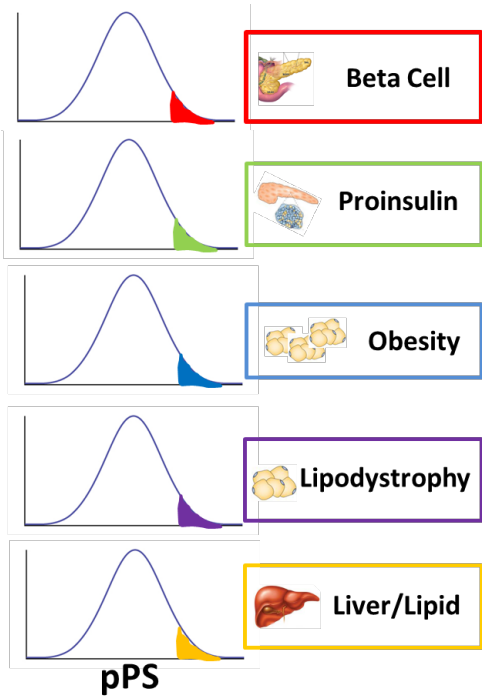 Beta Cell
Proinsulin
Obesity
Lipodystrophy
Liver/Lipid
pPS